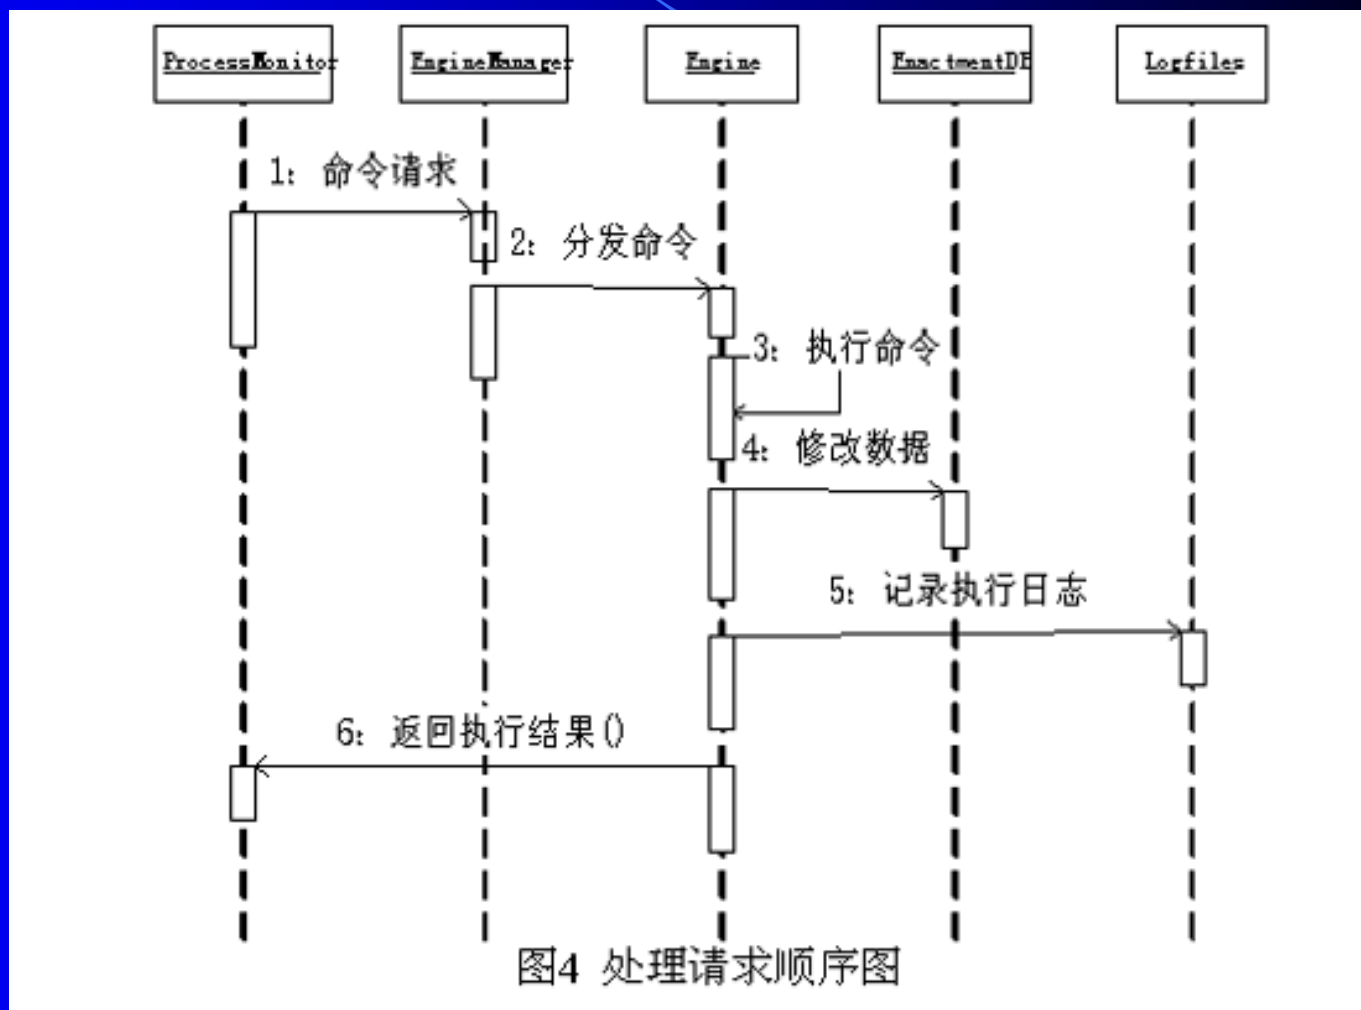 ProcessMonitor
EngineManager
Engine
EnactmentDB
Logfiles
1: 命令请求
2: 分发命令
3: 执行命令
4: 修改数据
5: 记录执行日志
6: 返回执行结果()
图4 处理请求顺序图